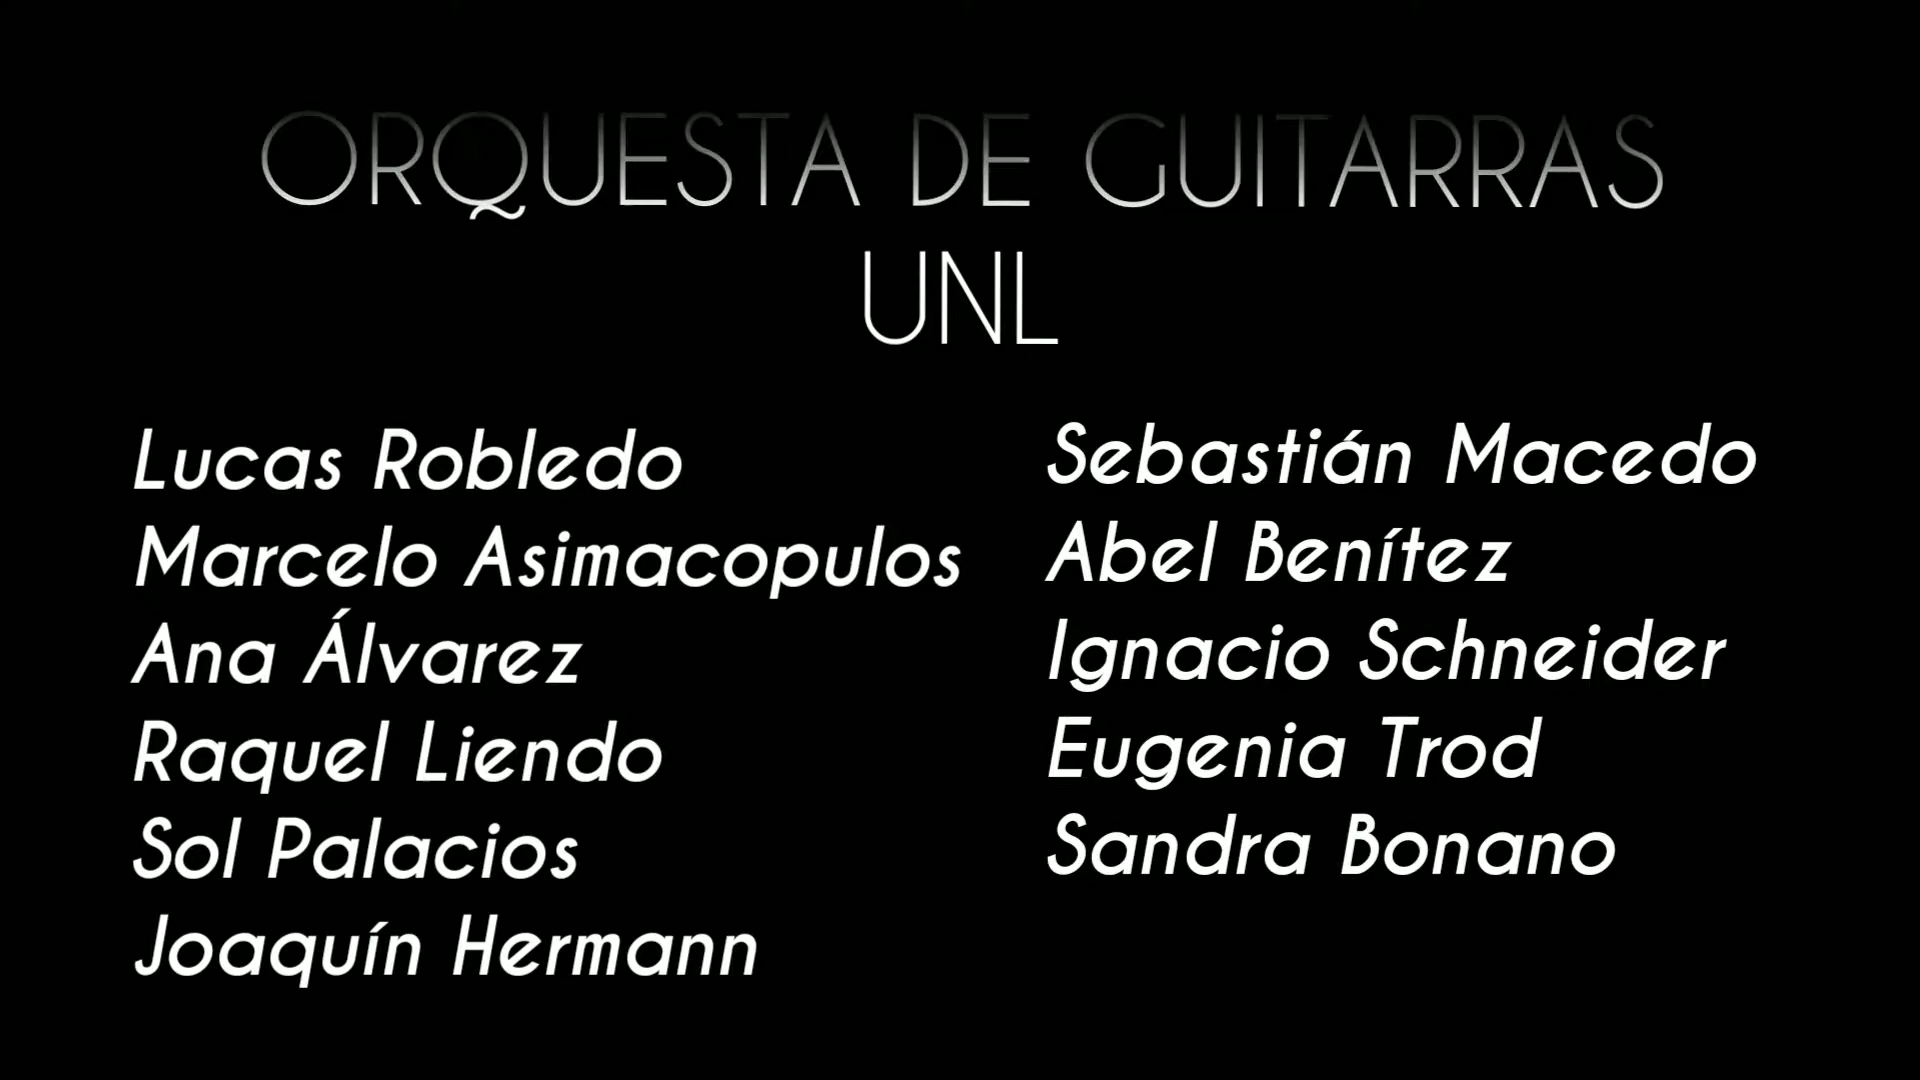 ORQUESTA DE GUITARRAS
UNL
Lucas Robledo
Marcelo Asimacopulos
Ana Álvarez
Raquel Liendo
Sol Palacios
Joaquín Hermann
Sebastián Macedo
Abel Benítez
Ignacio Schneider
Eugenia Trod
Sandra Bonano